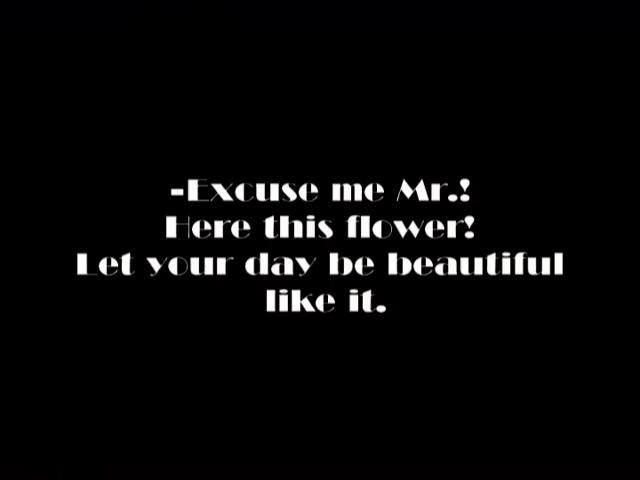 -Excuse me Mr.!
Here this flower!
Let your day be beautiful
like it.